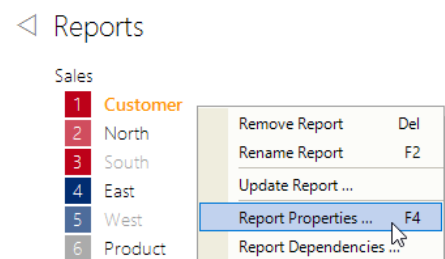 Reports
Sales
1 Customer
2 North
3 South
4 East
5 West
6 Product
Remove Report Del
Rename Report F2
Update Report ...
Report Properties ... F4
Report Dependencies ...